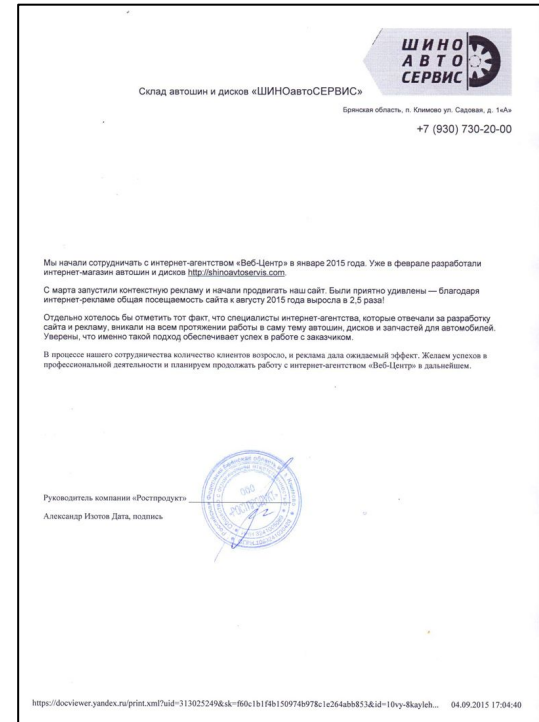 ШИНО
АВТО
СЕРВИС
Склад автошин и дисков «ШИНОавтоСЕРВИС»
Брянская область, п. Климово ул. Садовая, д. 1«А»
+7 (930) 730-20-00
Мы начали сотрудничать с интернет-агентством «Веб-Центр» в январе 2015 года. Уже в феврале разработали
интернет-магазин автошин и дисков http://shinoavtoservis.com.
С марта запустили контекстную рекламу и начали продвигать наш сайт. Были приятно удивлены — благодаря
интернет-рекламе общая посещаемость сайта к августу 2015 года выросла в 2,5 раза!
Отдельно хотелось бы отметить тот факт, что специалисты интернет-агентства, которые отвечали за разработку
сайта и рекламу, вникали на всем протяжении работы в саму тему автошин, дисков и запчастей для автомобилей.
Уверены, что именно такой подход обеспечивает успех в работе с заказчиком.
В процессе нашего сотрудничества количество клиентов возросло, и реклама дала ожидаемый эффект. Желаем успехов в
профессиональной деятельности и планируем продолжать работу с интернет-агентством «Веб-Центр» в дальнейшем.
Руководитель компании «Ростпродукт»
Александр Изотов Дата, подпись
ООО
https://docviewer.yandex.ru/print.xml?uid=313025249&sk=f60c1b1f4b150974b978c1e264abb853&id=10vy-8kayleh... 04.09.2015 17:04:40